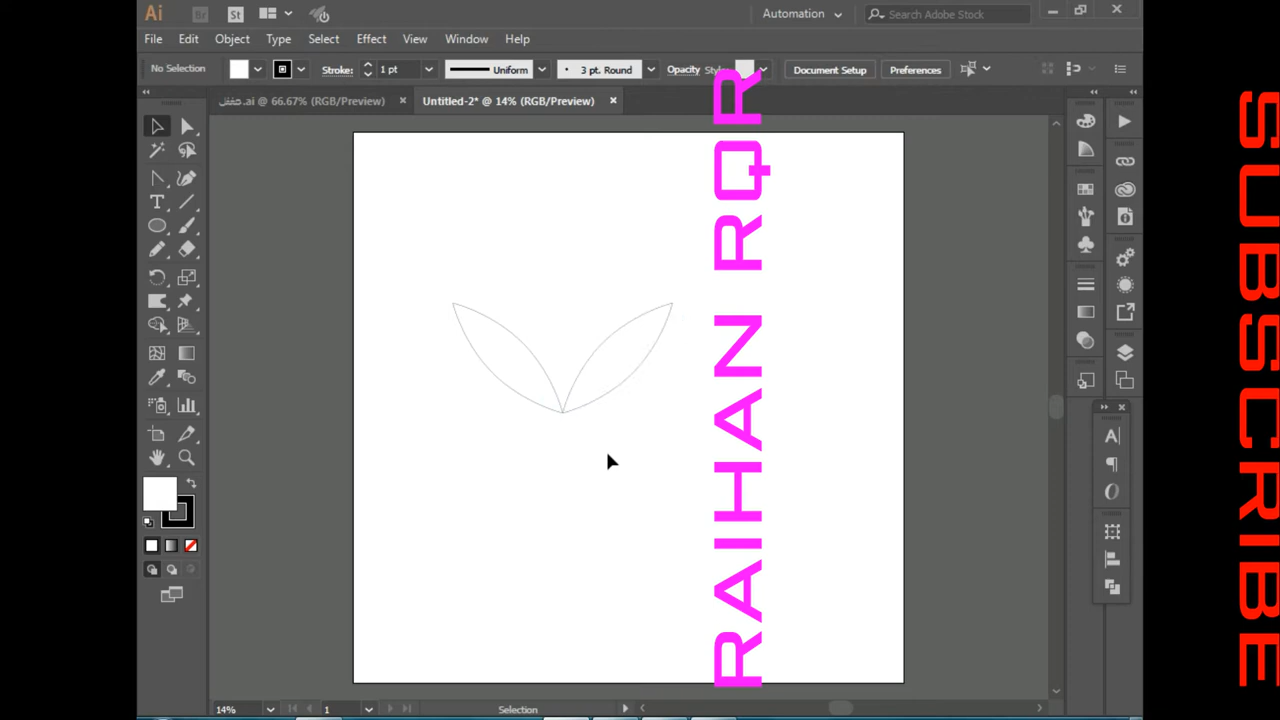 Ai Br St Automation Search Adobe Stock
File Edit Object Type Select Effect View Window Help
No Selection Stroke: 1 pt Uniform 3 pt. Round Opacity Style: Document Setup Preferences
.ai @ 66.67% (RGB/Preview) Untitled-2* @ 14% (RGB/Preview)
RAIHAN RQR
SUBSCRIBE
14% 1 Selection